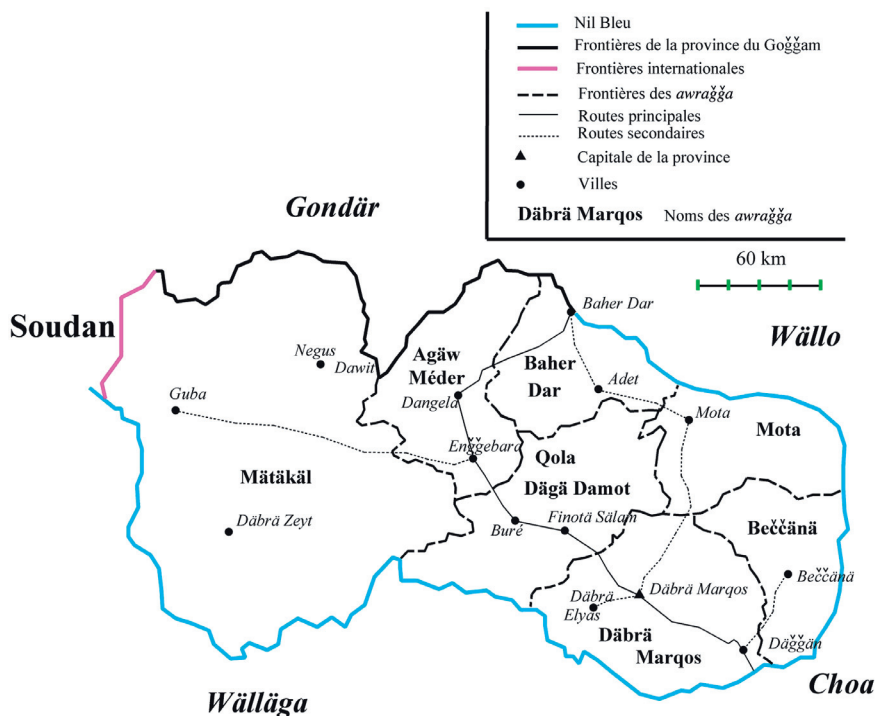 Nil Bleu
Frontières de la province du Goǧǧam
Frontières internationales
Frontières des awraǧǧa
Routes principales
Routes secondaires
Capitale de la province
Villes
Däbrä Marqos Noms des awraǧǧa
60 km
Gondär
Soudan
Wällo
Baher Dar
Negus
Dawit
Agäw
Méder
Baher
Dar
Guba
Dangela
Adet
Mota
Mota
Enǧǧebara
Qola
Dägä Damot
Mätäkäl
Däbrä Zeyt
Buré
Finotä Sälam
Beččänä
Beččänä
Däbrä
Elyas
Däbrä Marqos
Däbrä
Marqos
Däǧǧän
Choa
Wälläga